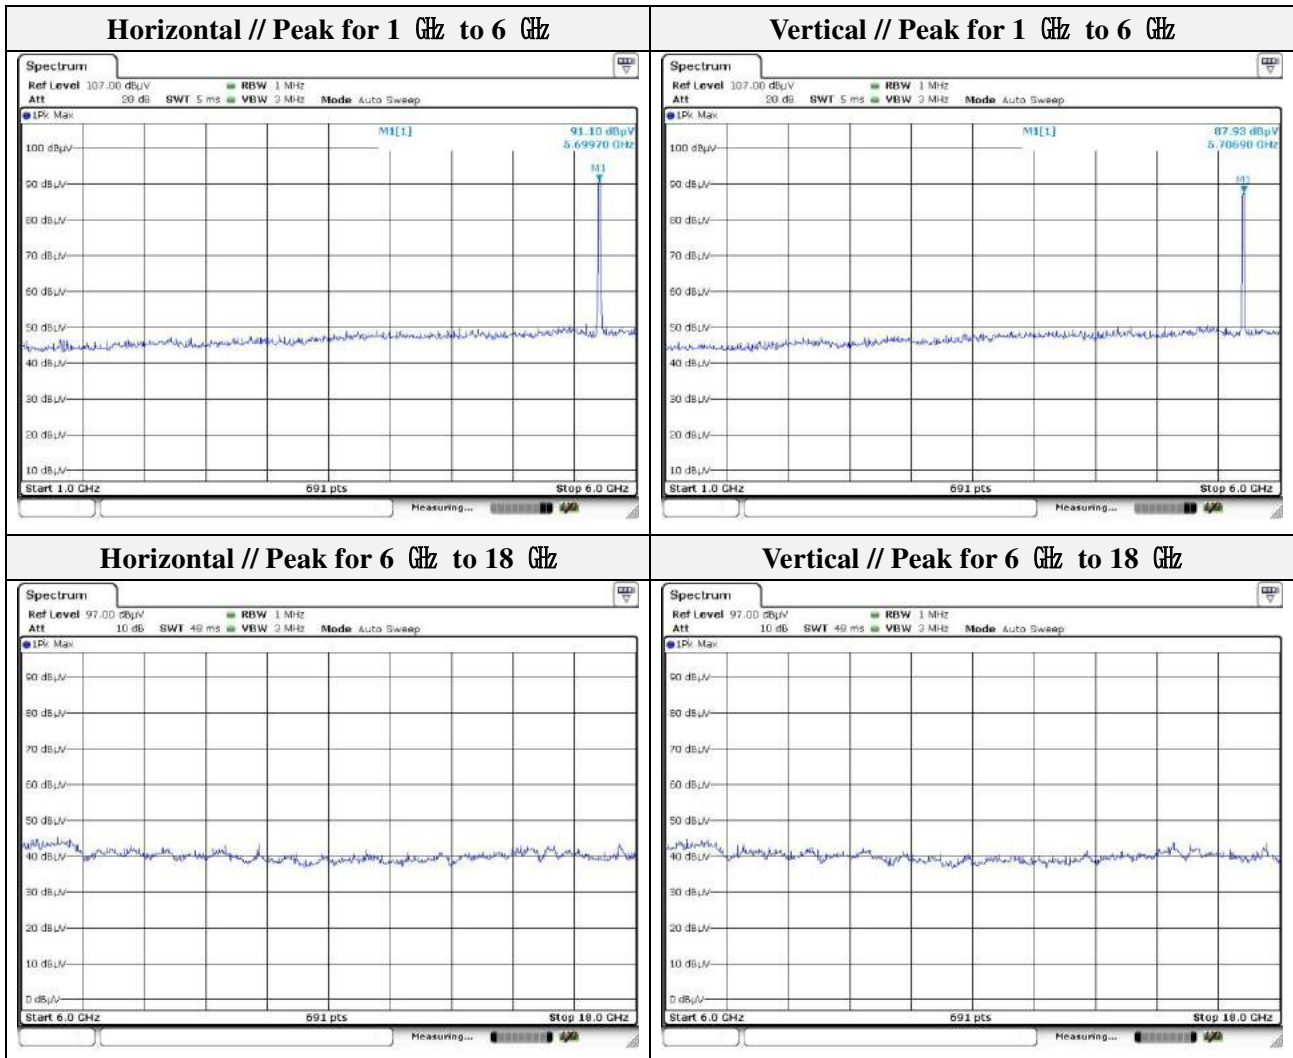 Horizontal // Peak for 1 ㎓ to 6 ㎓
Spectrum
Ref Level 107.00 dBµV RBW 1 MHz
Att 20 dB SWT 5 ms VBW 3 MHz Mode Auto Sweep
1Pk Max
M1[1] 91.10 dBµV
5.69970 GHz
100 dBµV
M1
90 dBµV
80 dBµV
70 dBµV
60 dBµV
50 dBµV
40 dBµV
30 dBµV
20 dBµV
10 dBµV
Start 1.0 GHz 691 pts Stop 6.0 GHz
Measuring...
Vertical // Peak for 1 ㎓ to 6 ㎓
Spectrum
Ref Level 107.00 dBµV RBW 1 MHz
Att 20 dB SWT 5 ms VBW 3 MHz Mode Auto Sweep
1Pk Max
M1[1] 87.93 dBµV
5.70690 GHz
100 dBµV
M1
90 dBµV
80 dBµV
70 dBµV
60 dBµV
50 dBµV
40 dBµV
30 dBµV
20 dBµV
10 dBµV
Start 1.0 GHz 691 pts Stop 6.0 GHz
Measuring...
Horizontal // Peak for 6 ㎓ to 18 ㎓
Spectrum
Ref Level 97.00 dBµV RBW 1 MHz
Att 10 dB SWT 48 ms VBW 3 MHz Mode Auto Sweep
1Pk Max
90 dBµV
80 dBµV
70 dBµV
60 dBµV
50 dBµV
40 dBµV
30 dBµV
20 dBµV
10 dBµV
0 dBµV
Start 6.0 GHz 691 pts Stop 18.0 GHz
Measuring...
Vertical // Peak for 6 ㎓ to 18 ㎓
Spectrum
Ref Level 97.00 dBµV RBW 1 MHz
Att 10 dB SWT 48 ms VBW 3 MHz Mode Auto Sweep
1Pk Max
90 dBµV
80 dBµV
70 dBµV
60 dBµV
50 dBµV
40 dBµV
30 dBµV
20 dBµV
10 dBµV
0 dBµV
Start 6.0 GHz 691 pts Stop 18.0 GHz
Measuring...